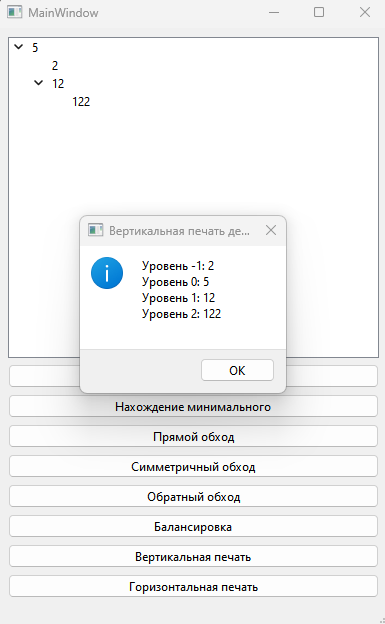 MainWindow
5
2
12
122
Вертикальная печать де...
Уровень -1: 2
Уровень 0: 5
Уровень 1: 12
Уровень 2: 122
OK
Нахождение минимального
Прямой обход
Симметричный обход
Обратный обход
Балансировка
Вертикальная печать
Горизонтальная печать